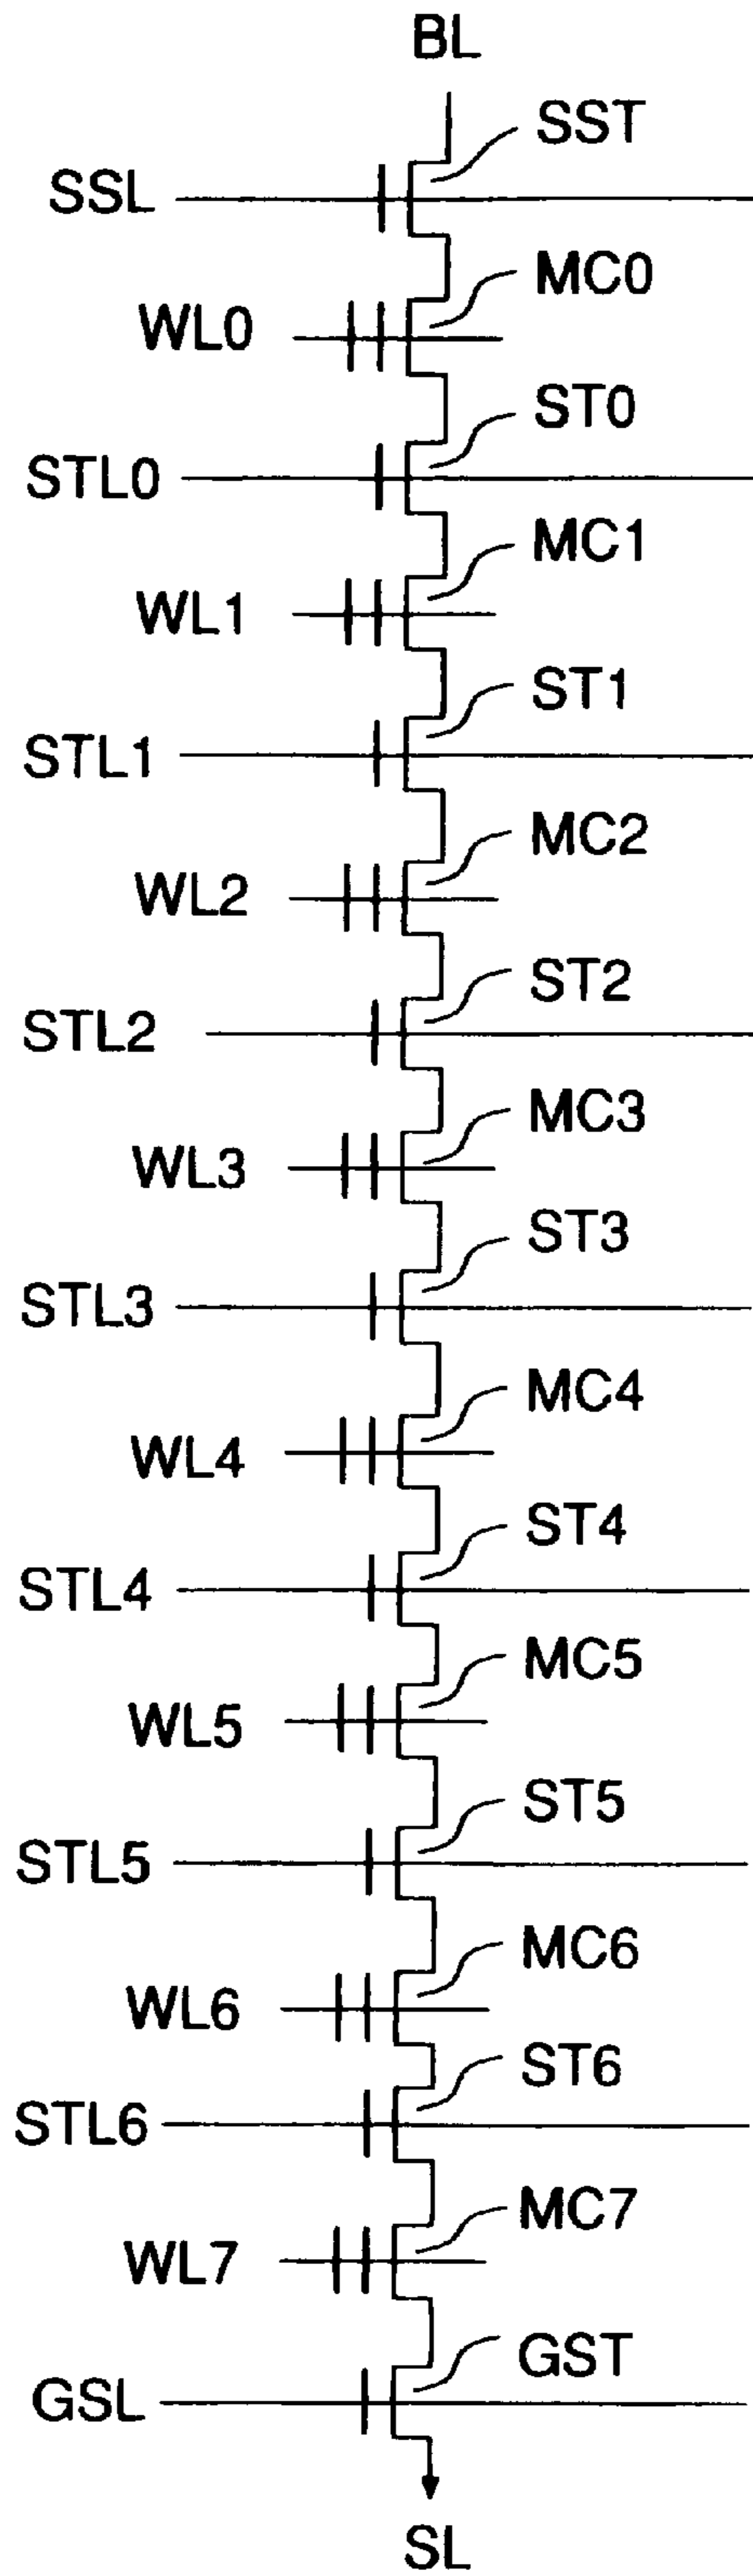 BL
SST
SSL
MC0
WL0
ST0
STL0
MC1
WL1
ST1
STL1
MC2
WL2
ST2
STL2
MC3
WL3
ST3
STL3
MC4
WL4
ST4
STL4
MC5
WL5
ST5
STL5
MC6
WL6
ST6
STL6
MC7
WL7
GST
GSL
SL